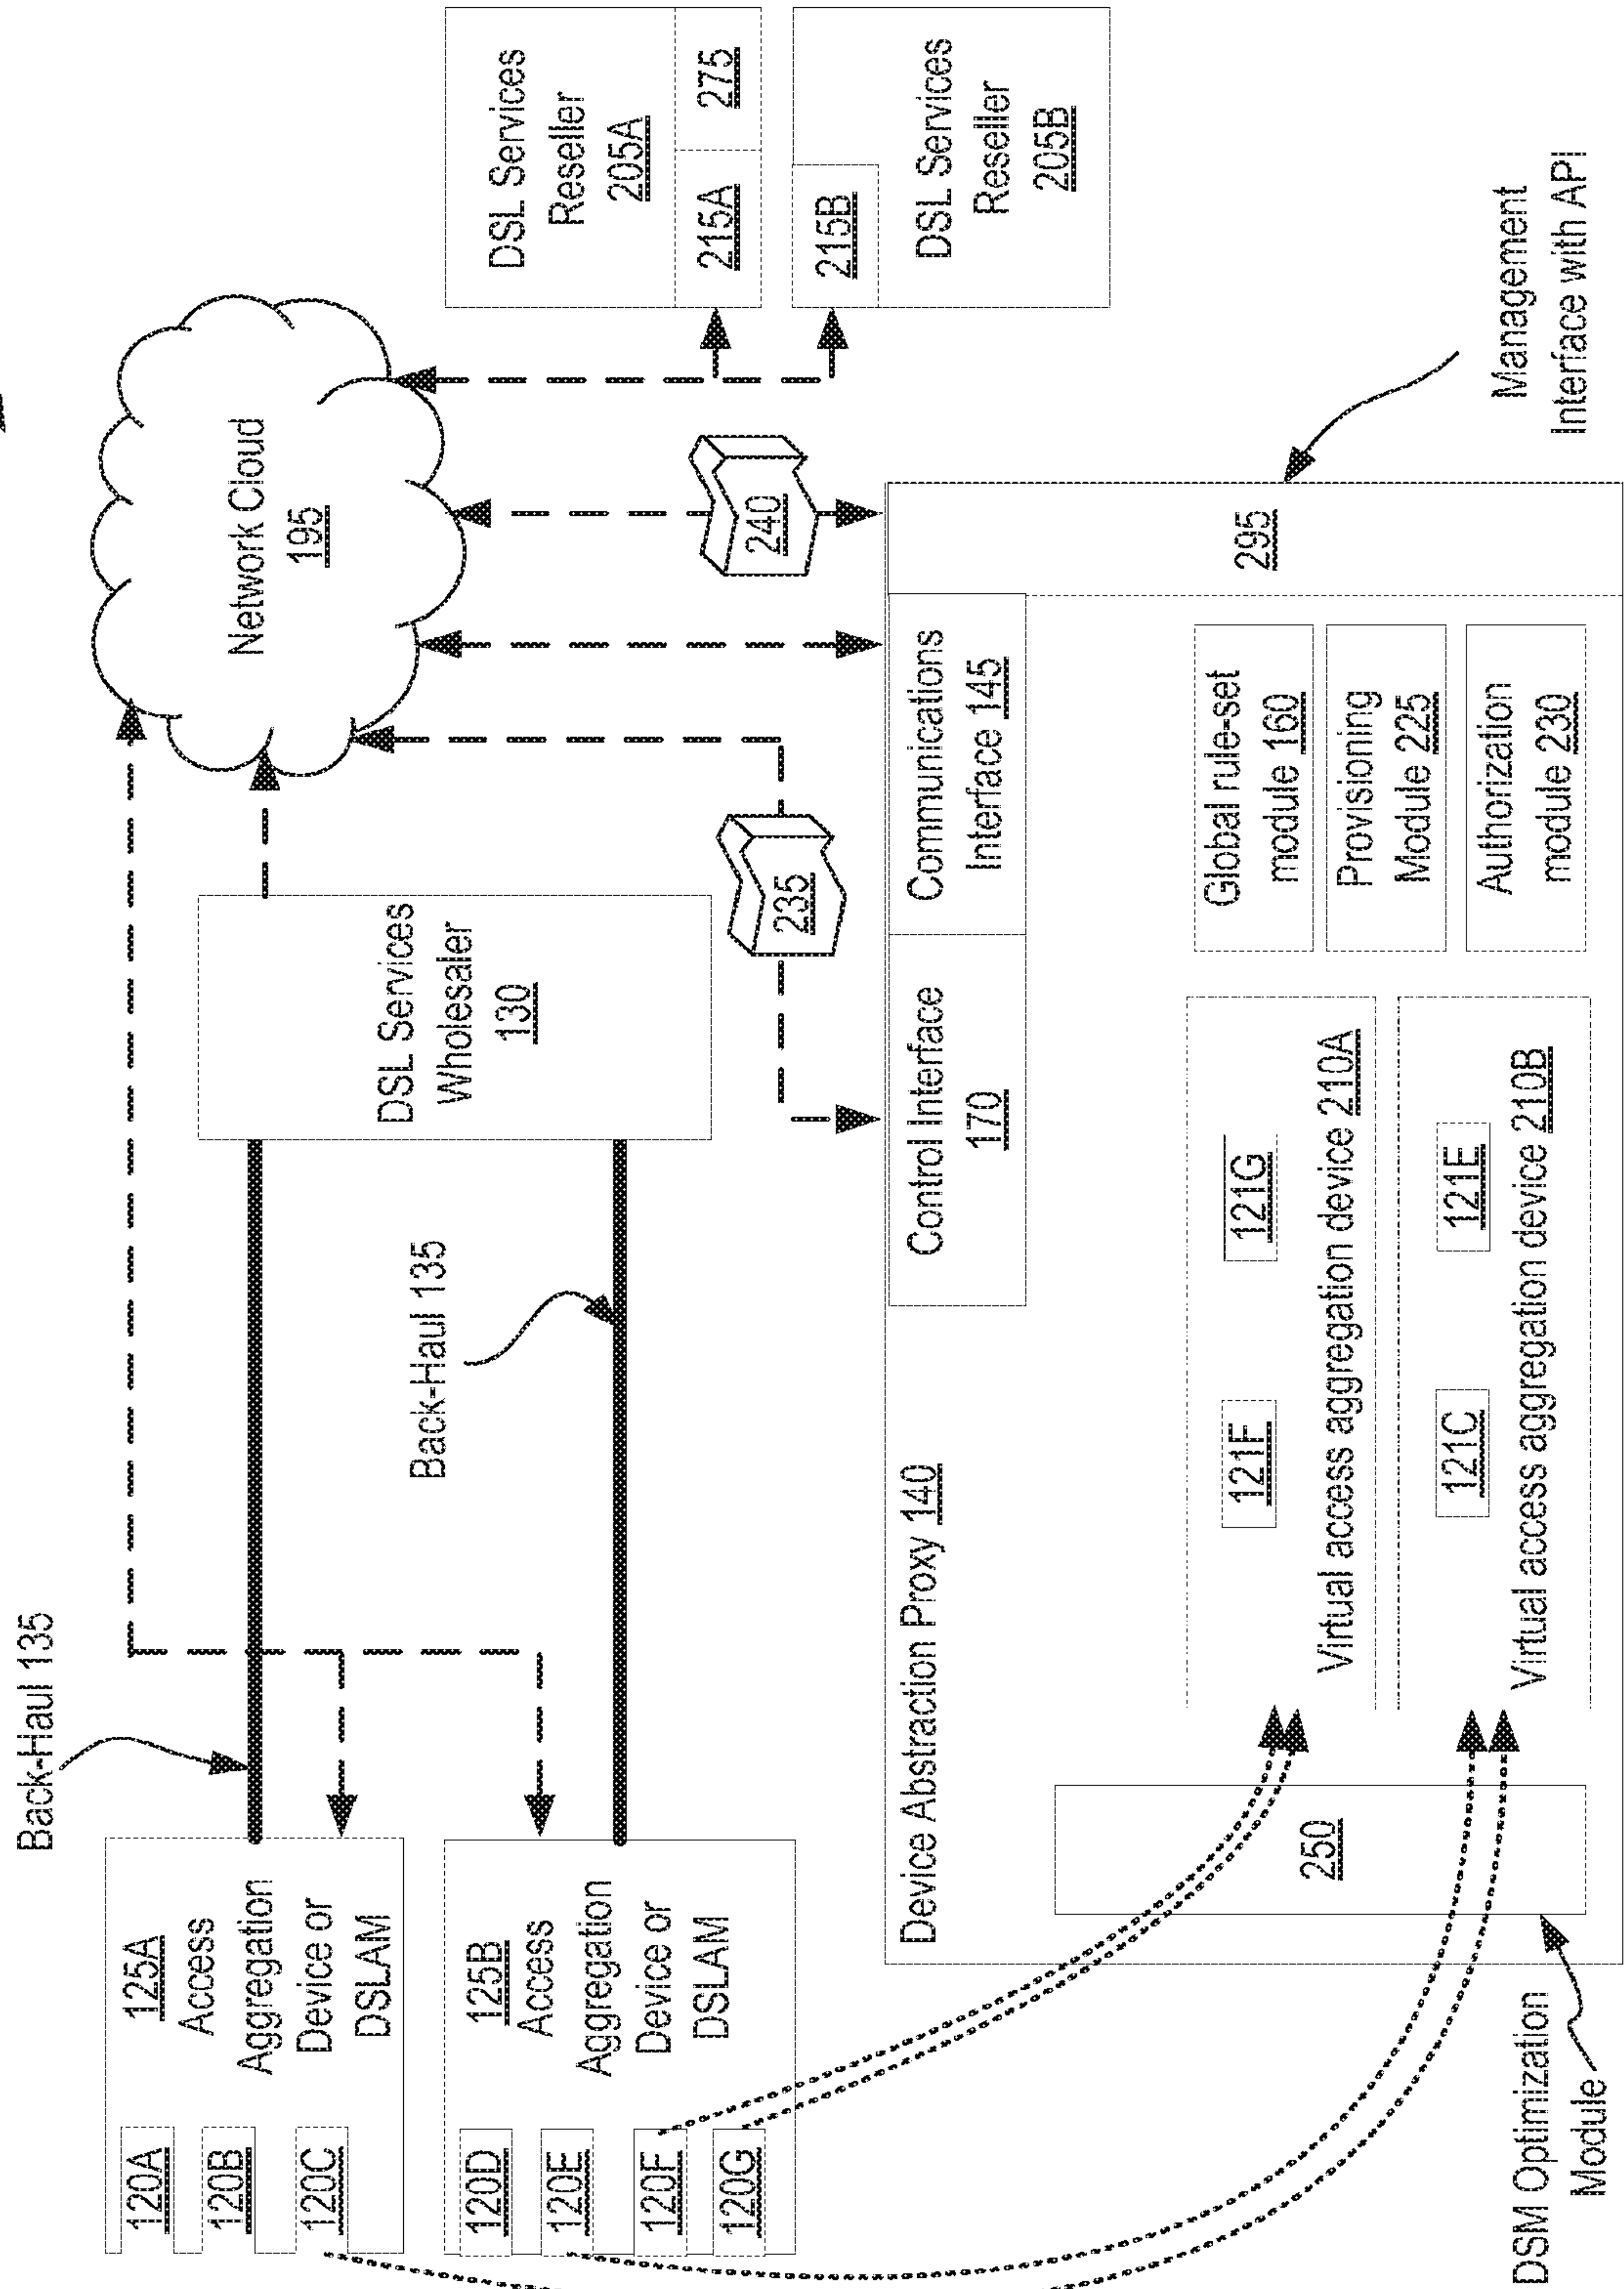 Back-Haul 135
125A
Access
Aggregation
Device or
DSLAM
120A
120B
120C
125B
Access
Aggregation
Device or
DSLAM
120D
120E
120F
120G
Back-Haul 135
DSL Services
Wholesaler
130
Network Cloud
195
DSL Services
Reseller
205A
215A
275
215B
DSL Services
Reseller
205B
235
240
Device Abstraction Proxy 140
Control Interface
170
Communications
Interface 145
295
Management
Interface with API
121F
121G
Virtual access aggregation device 210A
121C
121E
Virtual access aggregation device 210B
Global rule-set
module 160
Provisioning
Module 225
Authorization
module 230
250
DSM Optimization
Module